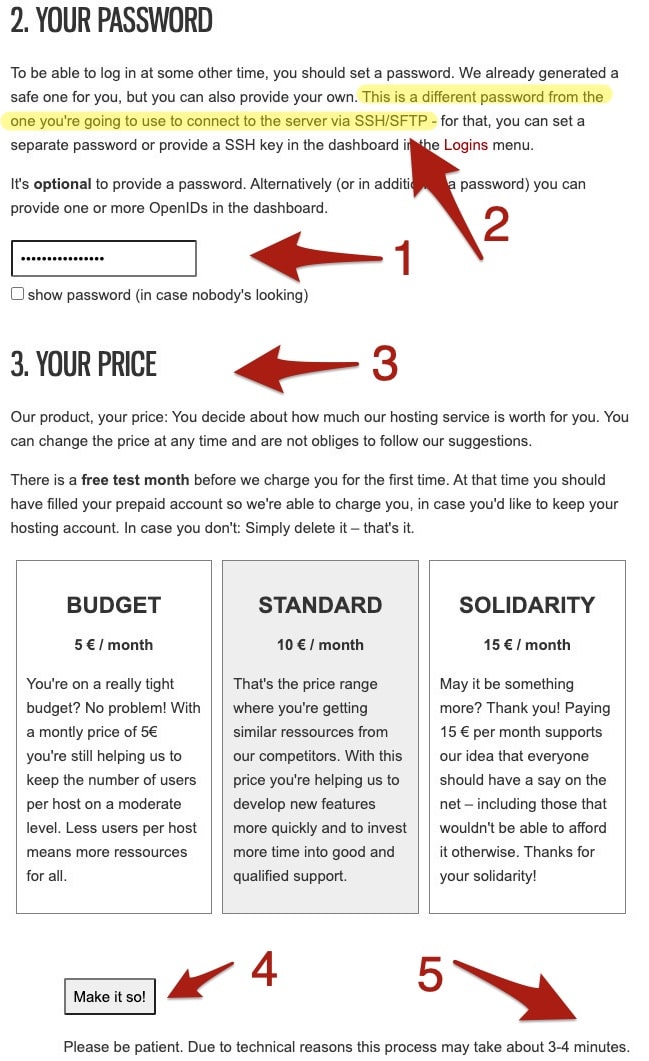 2. YOUR PASSWORD
To be able to log in at some other time, you should set a password. We already generated a
safe one for you, but you can also provide your own. This is a different password from the
one you're going to use to connect to the server via SSH/SFTP - for that, you can set a
separate password or provide a SSH key in the dashboard in the Logins menu.
It's optional to provide a password. Alternatively (or in addition a password) you can
provide one or more OpenIDs in the dashboard.
2
••••••••••••••••
1
show password (in case nobody's looking)
3. YOUR PRICE
3
Our product, your price: You decide about how much our hosting service is worth for you. You
can change the price at any time and are not obliges to follow our suggestions.
There is a free test month before we charge you for the first time. At that time you should
have filled your prepaid account so we're able to charge you, in case you'd like to keep your
hosting account. In case you don't: Simply delete it – that's it.
BUDGET
5 € / month
You're on a really tight
budget? No problem! With
a montly price of 5€
you're still helping us to
keep the number of users
per host on a moderate
level. Less users per host
means more ressources
for all.
STANDARD
10 € / month
That's the price range
where you're getting
similar ressources from
our competitors. With this
price you're helping us to
develop new features
more quickly and to invest
more time into good and
qualified support.
SOLIDARITY
15 € / month
May it be something
more? Thank you! Paying
15 € per month supports
our idea that everyone
should have a say on the
net – including those that
wouldn't be able to afford
it otherwise. Thanks for
your solidarity!
4
5
Make it so!
Please be patient. Due to technical reasons this process may take about 3-4 minutes.